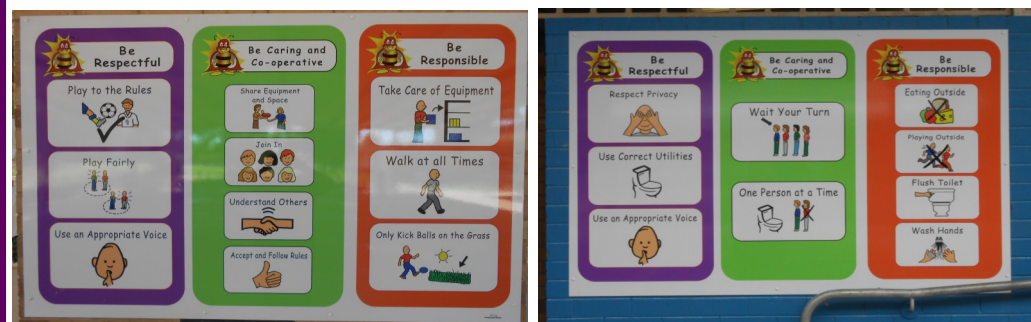 Be
Respectful
Play to the Rules
Play Fairly
Use an Appropriate Voice
Be Caring and
Co-operative
Share Equipment
and Space
Join In
Understand Others
Accept and Follow Rules
Be
Responsible
Take Care of Equipment
Walk at all Times
Only Kick Balls on the Grass
Be
Respectful
Respect Privacy
Use Correct Utilities
Use an Appropriate Voice
Be Caring and
Co-operative
Wait Your Turn
One Person at a Time
Be
Responsible
Eating Outside
Playing Outside
Flush Toilet
Wash Hands